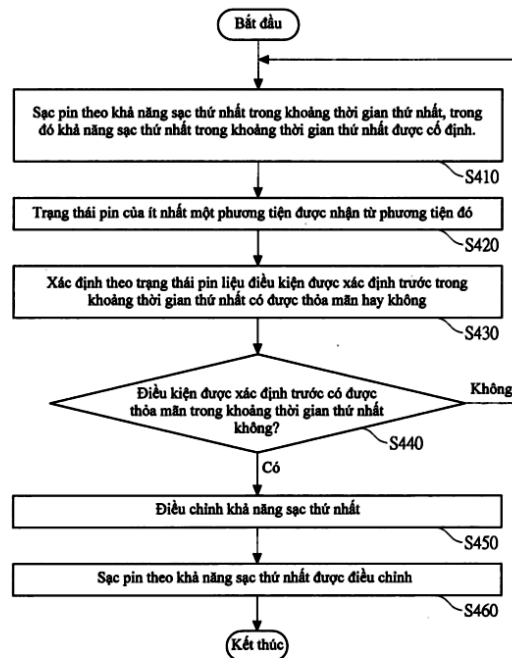 Bắt đầu
Sạc pin theo khả năng sạc thứ nhất trong khoảng thời gian thứ nhất, trong
đó khả năng sạc thứ nhất trong khoảng thời gian thứ nhất được cố định.
S410
Trạng thái pin của ít nhất một phương tiện được nhận từ phương tiện đó
S420
Xác định theo trạng thái pin liệu điều kiện được xác định trước trong
khoảng thời gian thứ nhất có được thỏa mãn hay không
S430
Điều kiện được xác định trước có được
thỏa mãn trong khoảng thời gian thứ nhất
không?
Không
S440
Có
Điều chỉnh khả năng sạc thứ nhất
S450
Sạc pin theo khả năng sạc thứ nhất được điều chỉnh
S460
Kết thúc